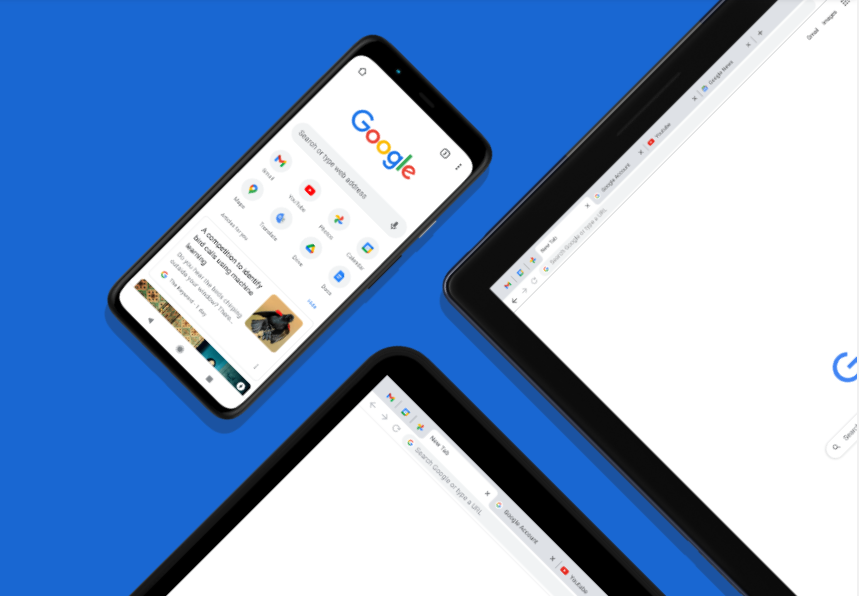 Google
Search or type web address
Gmail
YouTube
Photos
Calendar
Maps
Translate
Drive
Docs
Articles for you
Hide
A competition to identify
bird calls using machine
learning
Do you hear the birds chirping
outside your window? There...
The Keyword · 1 day
New Tab
Google Account
Youtube
Google News
Search Google or type a URL
Gmail
Images
G
New Tab
Google Account
Youtube
Search Google or type a URL